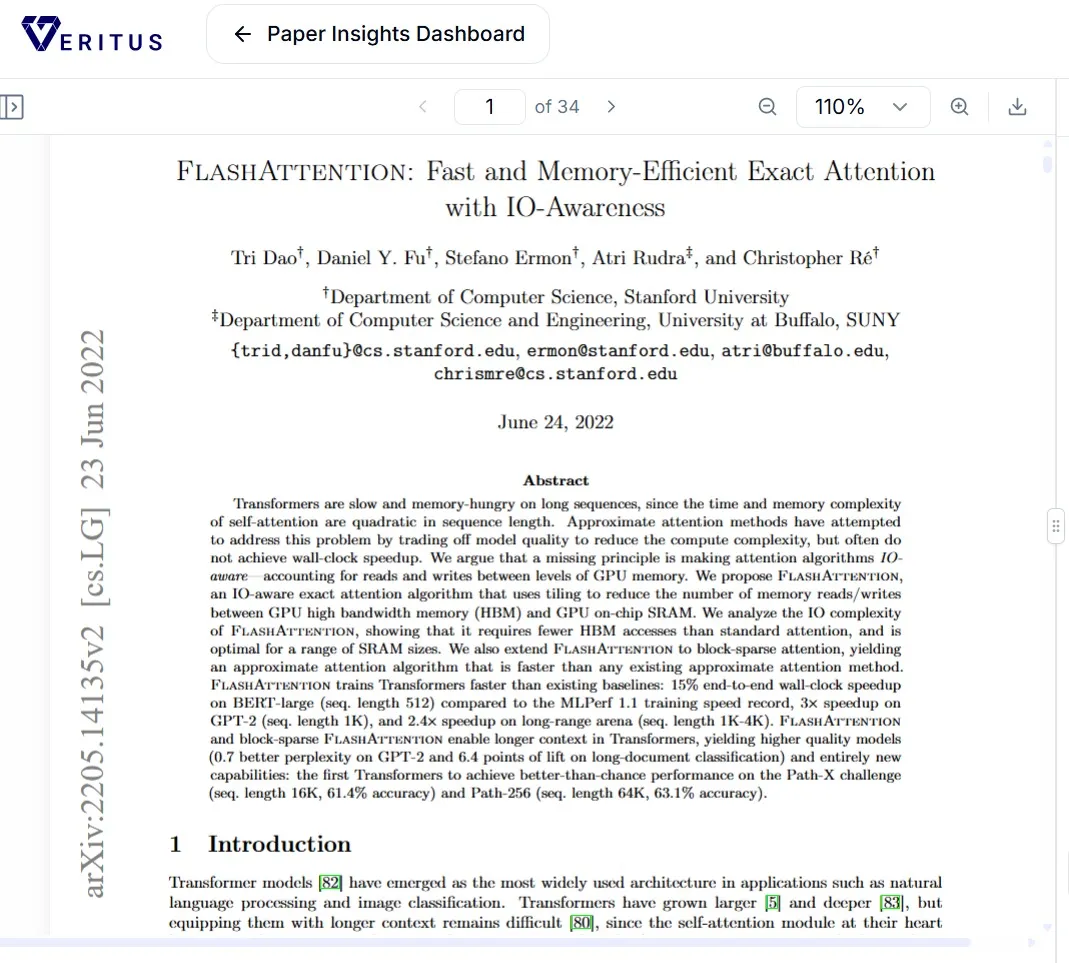 VERITUS
← Paper Insights Dashboard
1 of 34
110%
FLASHATTENTION: Fast and Memory-Efficient Exact Attention
with IO-Awareness
Tri Dao†, Daniel Y. Fu†, Stefano Ermon†, Atri Rudra‡, and Christopher Ré†
†Department of Computer Science, Stanford University
‡Department of Computer Science and Engineering, University at Buffalo, SUNY
{trid,danfu}@cs.stanford.edu, ermon@stanford.edu, atri@buffalo.edu,
chrismre@cs.stanford.edu
June 24, 2022
arXiv:2205.14135v2 [cs.LG] 23 Jun 2022
Abstract
Transformers are slow and memory-hungry on long sequences, since the time and memory complexity
of self-attention are quadratic in sequence length. Approximate attention methods have attempted
to address this problem by trading off model quality to reduce the compute complexity, but often do
not achieve wall-clock speedup. We argue that a missing principle is making attention algorithms IO-
aware—accounting for reads and writes between levels of GPU memory. We propose FLASHATTENTION,
an IO-aware exact attention algorithm that uses tiling to reduce the number of memory reads/writes
between GPU high bandwidth memory (HBM) and GPU on-chip SRAM. We analyze the IO complexity
of FLASHATTENTION, showing that it requires fewer HBM accesses than standard attention, and is
optimal for a range of SRAM sizes. We also extend FLASHATTENTION to block-sparse attention, yielding
an approximate attention algorithm that is faster than any existing approximate attention method.
FLASHATTENTION trains Transformers faster than existing baselines: 15% end-to-end wall-clock speedup
on BERT-large (seq. length 512) compared to the MLPerf 1.1 training speed record, 3× speedup on
GPT-2 (seq. length 1K), and 2.4× speedup on long-range arena (seq. length 1K-4K). FLASHATTENTION
and block-sparse FLASHATTENTION enable longer context in Transformers, yielding higher quality models
(0.7 better perplexity on GPT-2 and 6.4 points of lift on long-document classification) and entirely new
capabilities: the first Transformers to achieve better-than-chance performance on the Path-X challenge
(seq. length 16K, 61.4% accuracy) and Path-256 (seq. length 64K, 63.1% accuracy).
1 Introduction
Transformer models [82] have emerged as the most widely used architecture in applications such as natural
language processing and image classification. Transformers have grown larger [5] and deeper [83], but
equipping them with longer context remains difficult [80], since the self-attention module at their heart